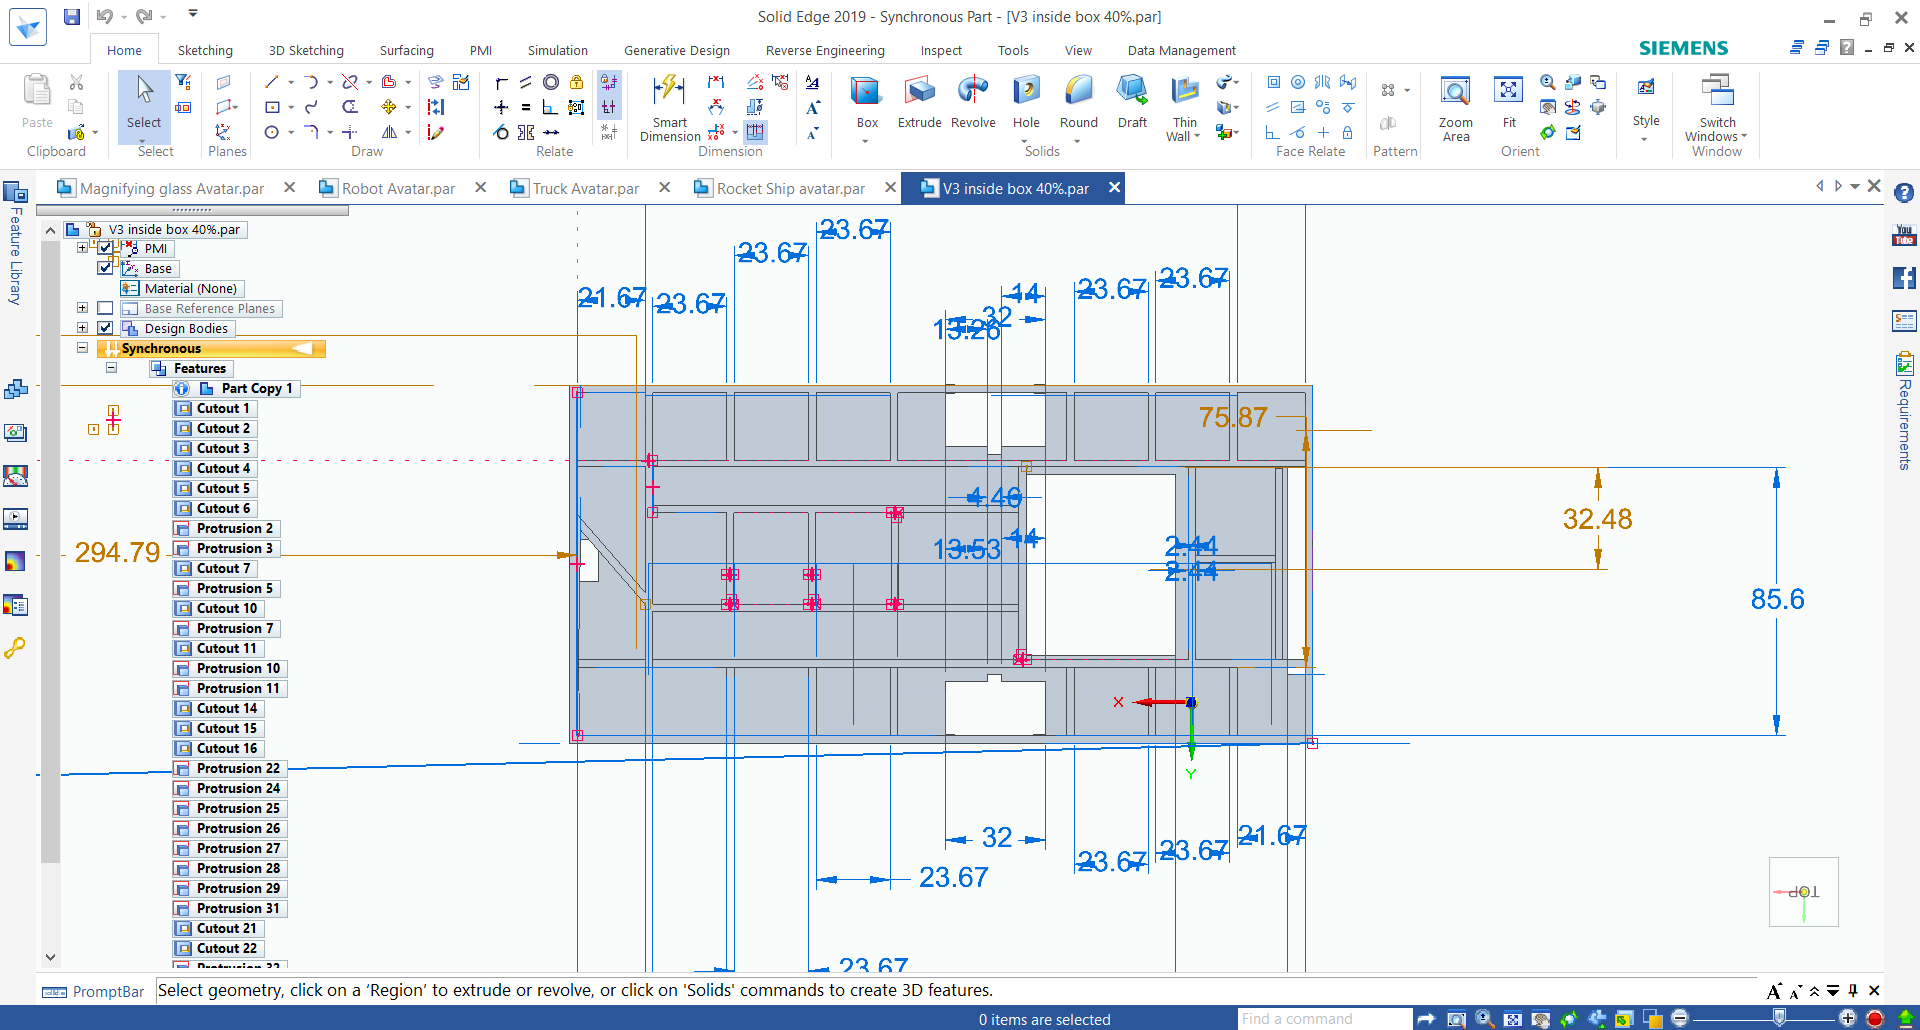 Solid Edge 2019 - Synchronous Part - [V3 inside box 40%.par]
Home
Sketching
3D Sketching
Surfacing
PMI
Simulation
Generative Design
Reverse Engineering
Inspect
Tools
View
Data Management
SIEMENS
Paste
Clipboard
Select
Select
Planes
Draw
Relate
Smart Dimension
Dimension
Box
Extrude
Revolve
Hole
Round
Draft
Thin Wall
Solids
Face Relate
Pattern
Zoom Area
Fit
Orient
Style
Switch Windows
Window
Magnifying glass Avatar.par
Robot Avatar.par
Truck Avatar.par
Rocket Ship avatar.par
V3 inside box 40%.par
Feature Library
You Tube
Requirements
V3 inside box 40%.par
PMI
Base
Material (None)
Base Reference Planes
Design Bodies
Synchronous
Features
Part Copy 1
Cutout 1
Cutout 2
Cutout 3
Cutout 4
Cutout 5
Cutout 6
Protrusion 2
Protrusion 3
Cutout 7
Protrusion 5
Cutout 10
Protrusion 7
Cutout 11
Protrusion 10
Protrusion 11
Cutout 14
Cutout 15
Cutout 16
Protrusion 22
Protrusion 24
Protrusion 25
Protrusion 26
Protrusion 27
Protrusion 28
Protrusion 29
Protrusion 31
Cutout 21
Cutout 22
Protrusion 32
23.67
23.67
21.67
23.67
14
32
13.26
23.67
23.67
75.87
4.46
13.53
14
2.44
2.44
294.79
32.48
85.6
X
Y
32
23.67
23.67
23.67
21.67
23.67
TOP
PromptBar
Select geometry, click on a 'Region' to extrude or revolve, or click on 'Solids' commands to create 3D features.
0 items are selected
Find a command